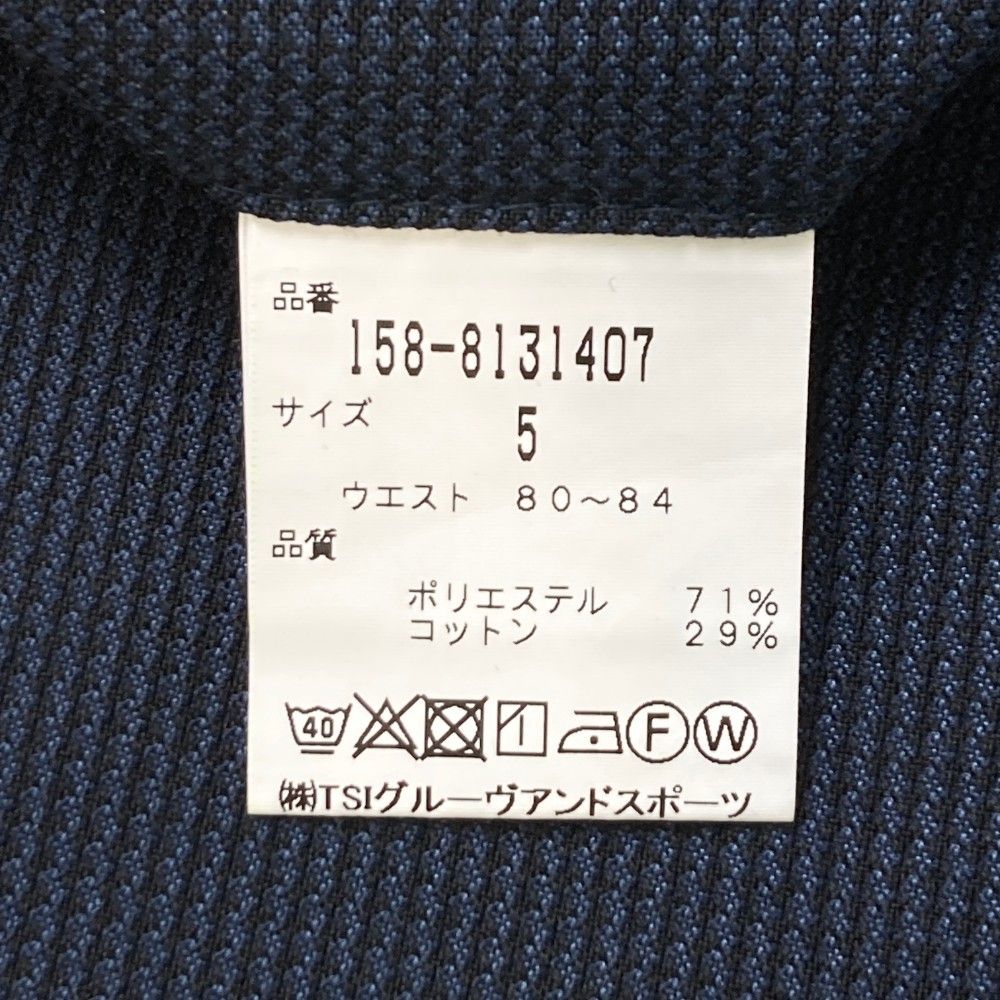 品番
158-8131407
サイズ 5
ウエスト 80～84
品質
ポリエステル 71%
コットン 29%
40 F W
㈱TSIグルーヴアンドスポーツ